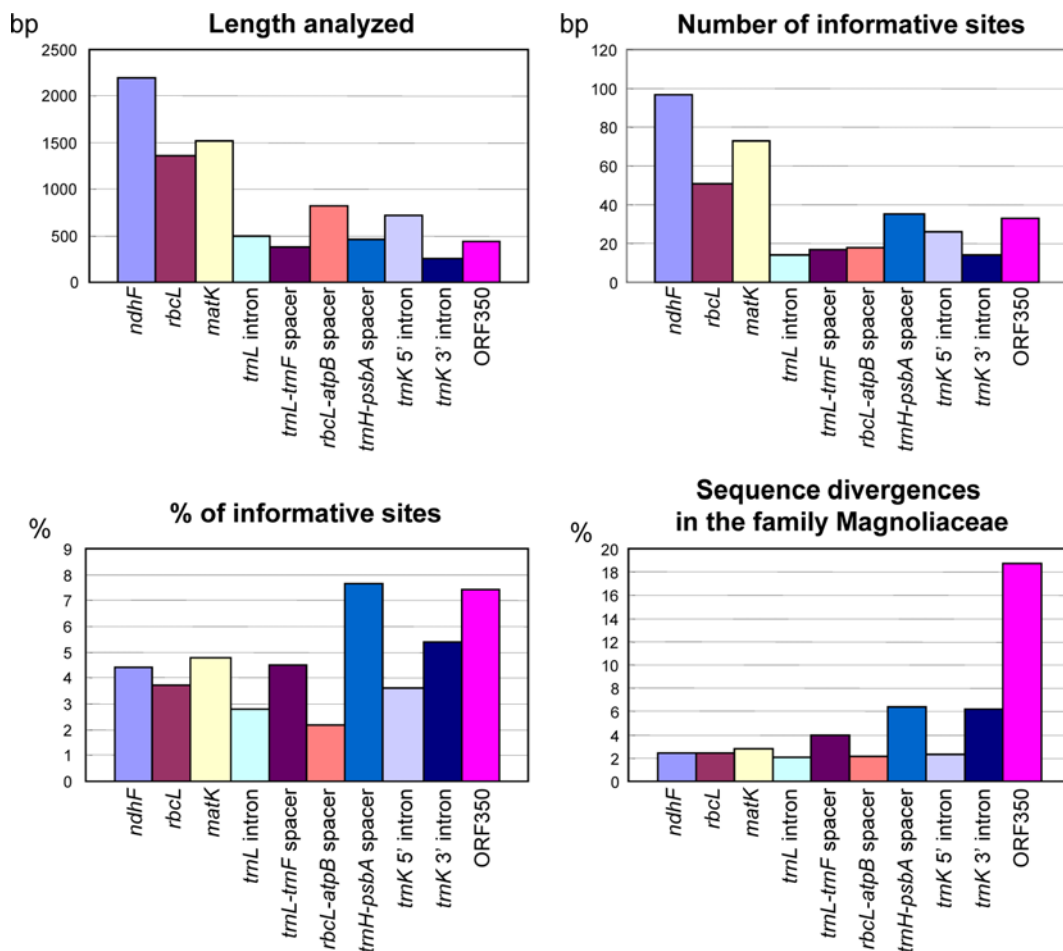 bp
Length analyzed
2500
2000
1500
1000
500
0
ndhF
rbcL
matK
trnL intron
trnL-trnF spacer
rbcL-atpB spacer
trnH-psbA spacer
trnK 5' intron
trnK 3' intron
ORF350
bp
Number of informative sites
120
100
80
60
40
20
0
ndhF
rbcL
matK
trnL intron
trnL-trnF spacer
rbcL-atpB spacer
trnH-psbA spacer
trnK 5' intron
trnK 3' intron
ORF350
% of informative sites
%
9
8
7
6
5
4
3
2
1
0
ndhF
rbcL
matK
trnL intron
trnL-trnF spacer
rbcL-atpB spacer
trnH-psbA spacer
trnK 5' intron
trnK 3' intron
ORF350
Sequence divergences
in the family Magnoliaceae
%
20
18
16
14
12
10
8
6
4
2
0
ndhF
rbcL
matK
trnL intron
trnL-trnF spacer
rbcL-atpB spacer
trnH-psbA spacer
trnK 5' intron
trnK 3' intron
ORF350